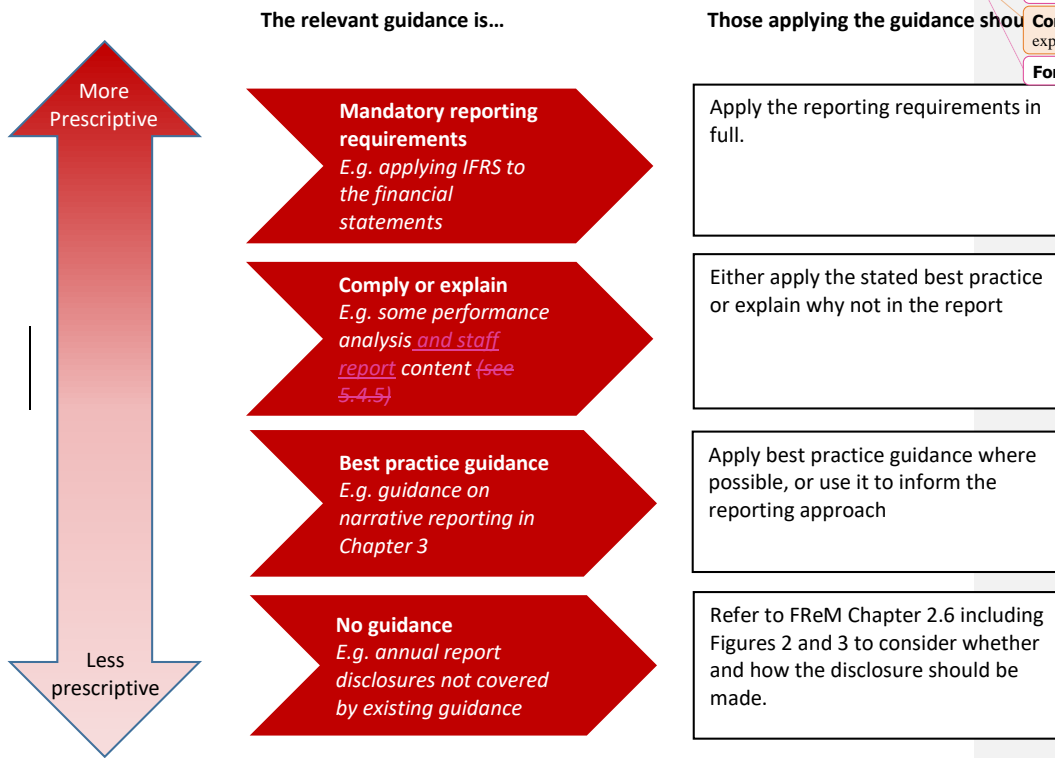 The relevant guidance is…
Those applying the guidance shou
Con
exp
For
More
Prescriptive
Mandatory reporting
requirements
E.g. applying IFRS to
the financial
statements
Apply the reporting requirements in
full.
Comply or explain
E.g. some performance
analysis and staff
report content (see
5.4.5)
Either apply the stated best practice
or explain why not in the report
Best practice guidance
E.g. guidance on
narrative reporting in
Chapter 3
Apply best practice guidance where
possible, or use it to inform the
reporting approach
No guidance
E.g. annual report
disclosures not covered
by existing guidance
Refer to FReM Chapter 2.6 including
Figures 2 and 3 to consider whether
and how the disclosure should be
made.
Less
prescriptive